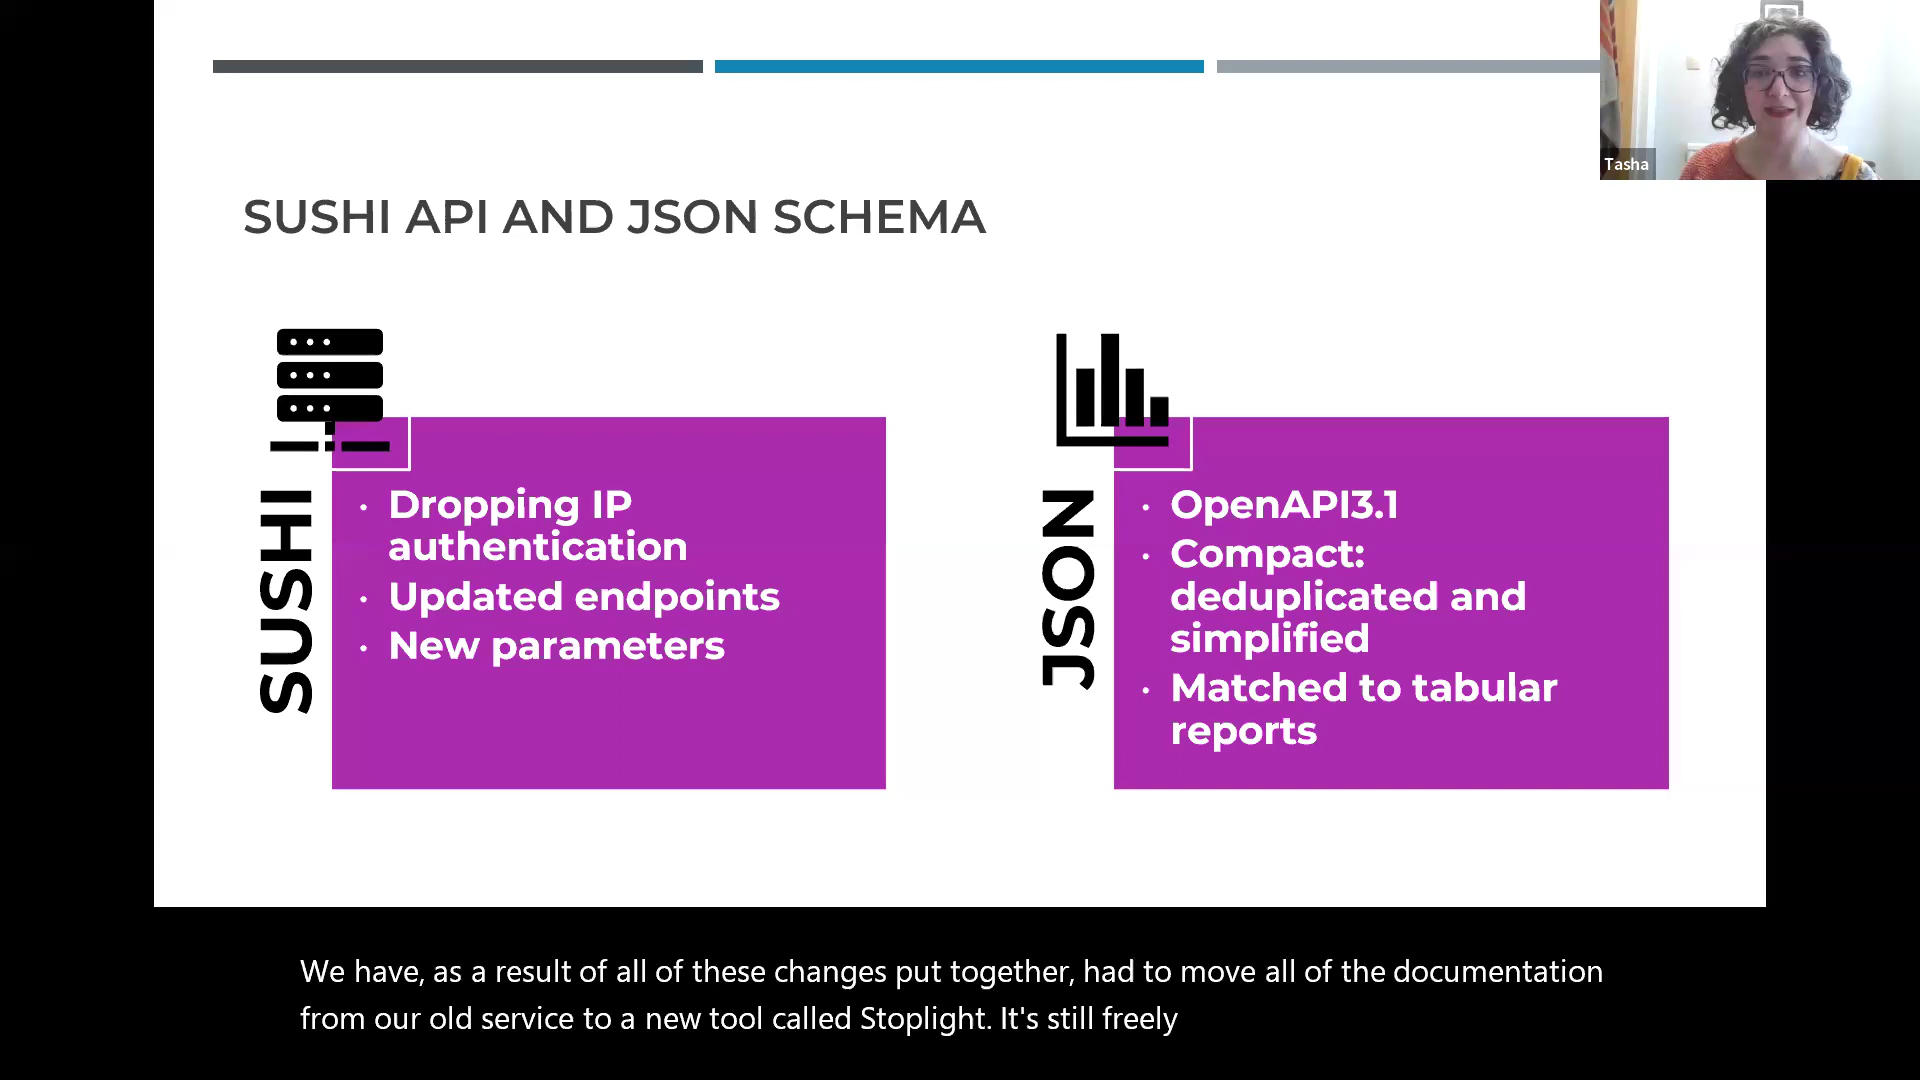 Tasha
SUSHI API AND JSON SCHEMA
SUSHI
· Dropping IP
authentication
· Updated endpoints
· New parameters
JSON
· OpenAPI3.1
· Compact:
deduplicated and
simplified
· Matched to tabular
reports
We have, as a result of all of these changes put together, had to move all of the documentation
from our old service to a new tool called Stoplight. It's still freely